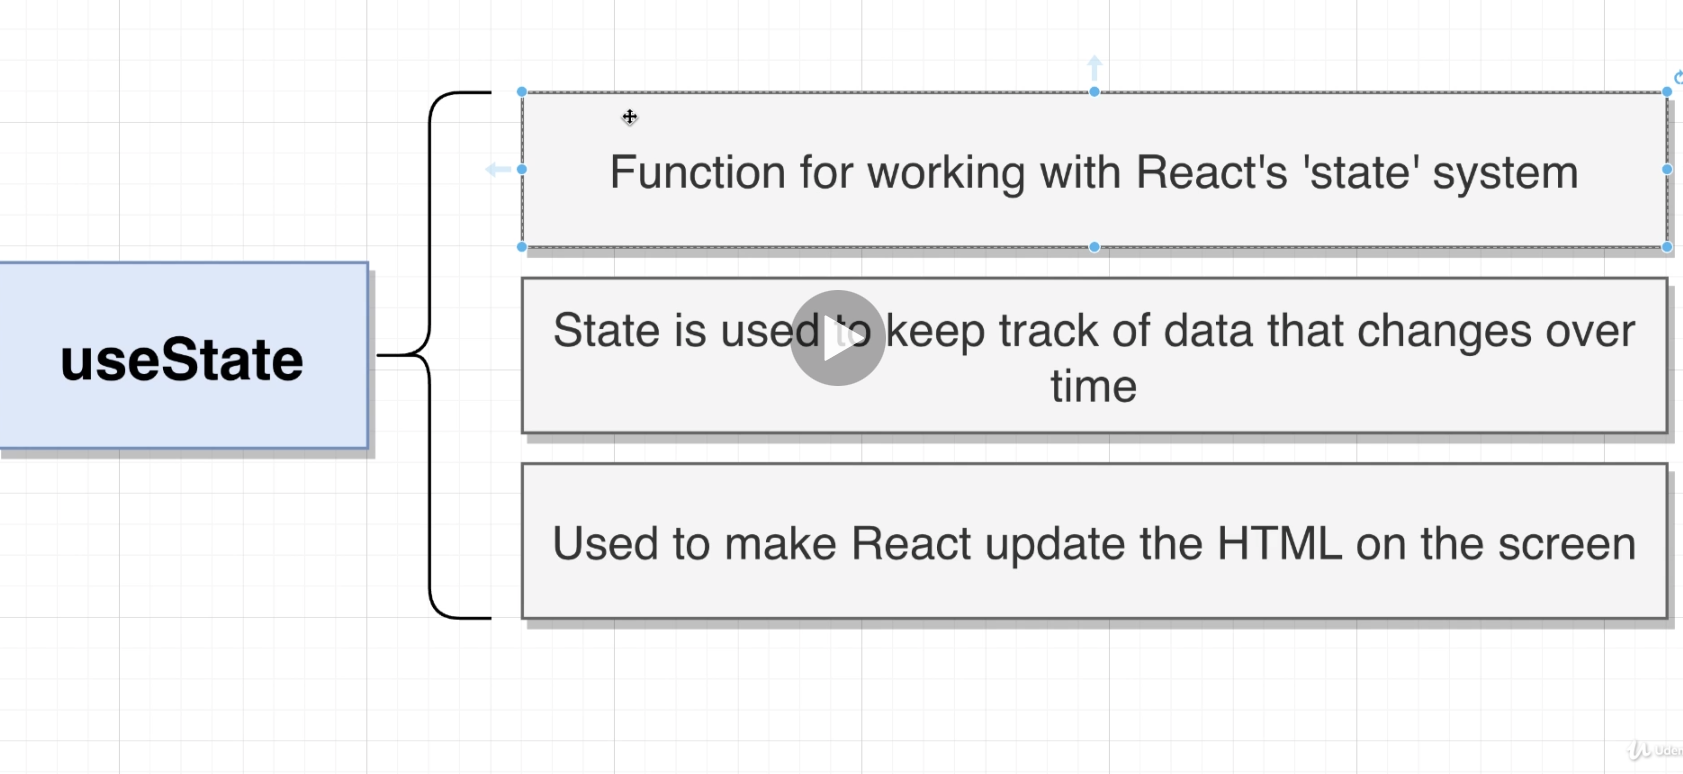 useState
Function for working with React's 'state' system
State is used to keep track of data that changes over
time
Used to make React update the HTML on the screen